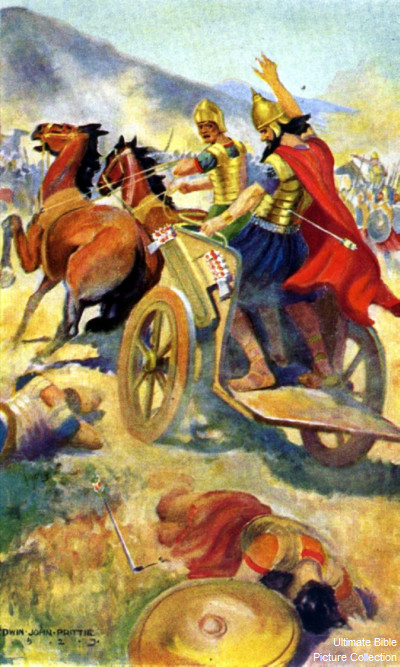 DWIN·JOHN·PRITTIE
Ultimate Bible
Picture Collection